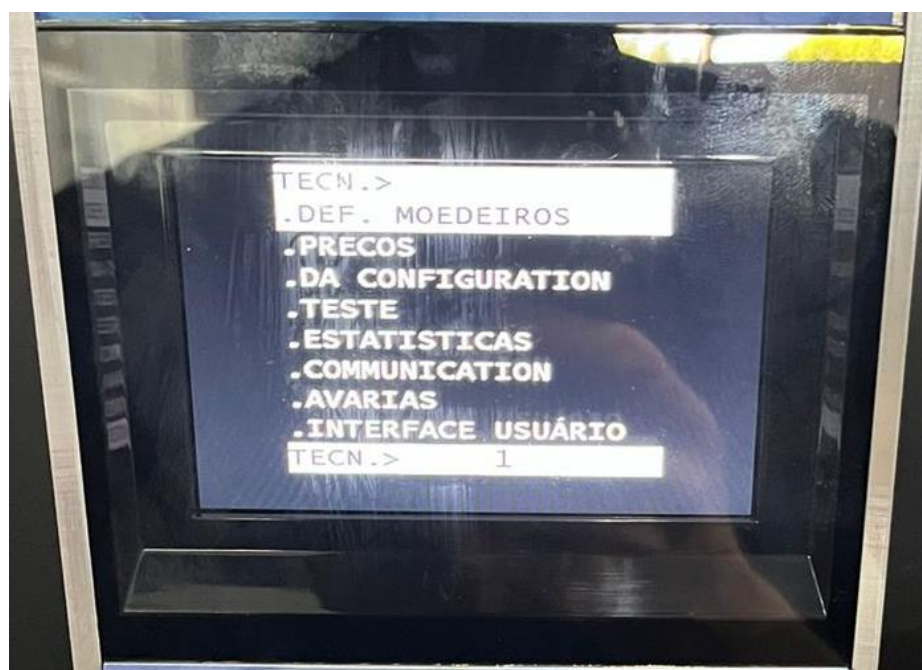 TECN.>
.DEF. MOEDEIROS
.PRECOS
.DA CONFIGURATION
.TESTE
.ESTATISTICAS
.COMMUNICATION
.AVARIAS
.INTERFACE USUÁRIO
TECN.> 1